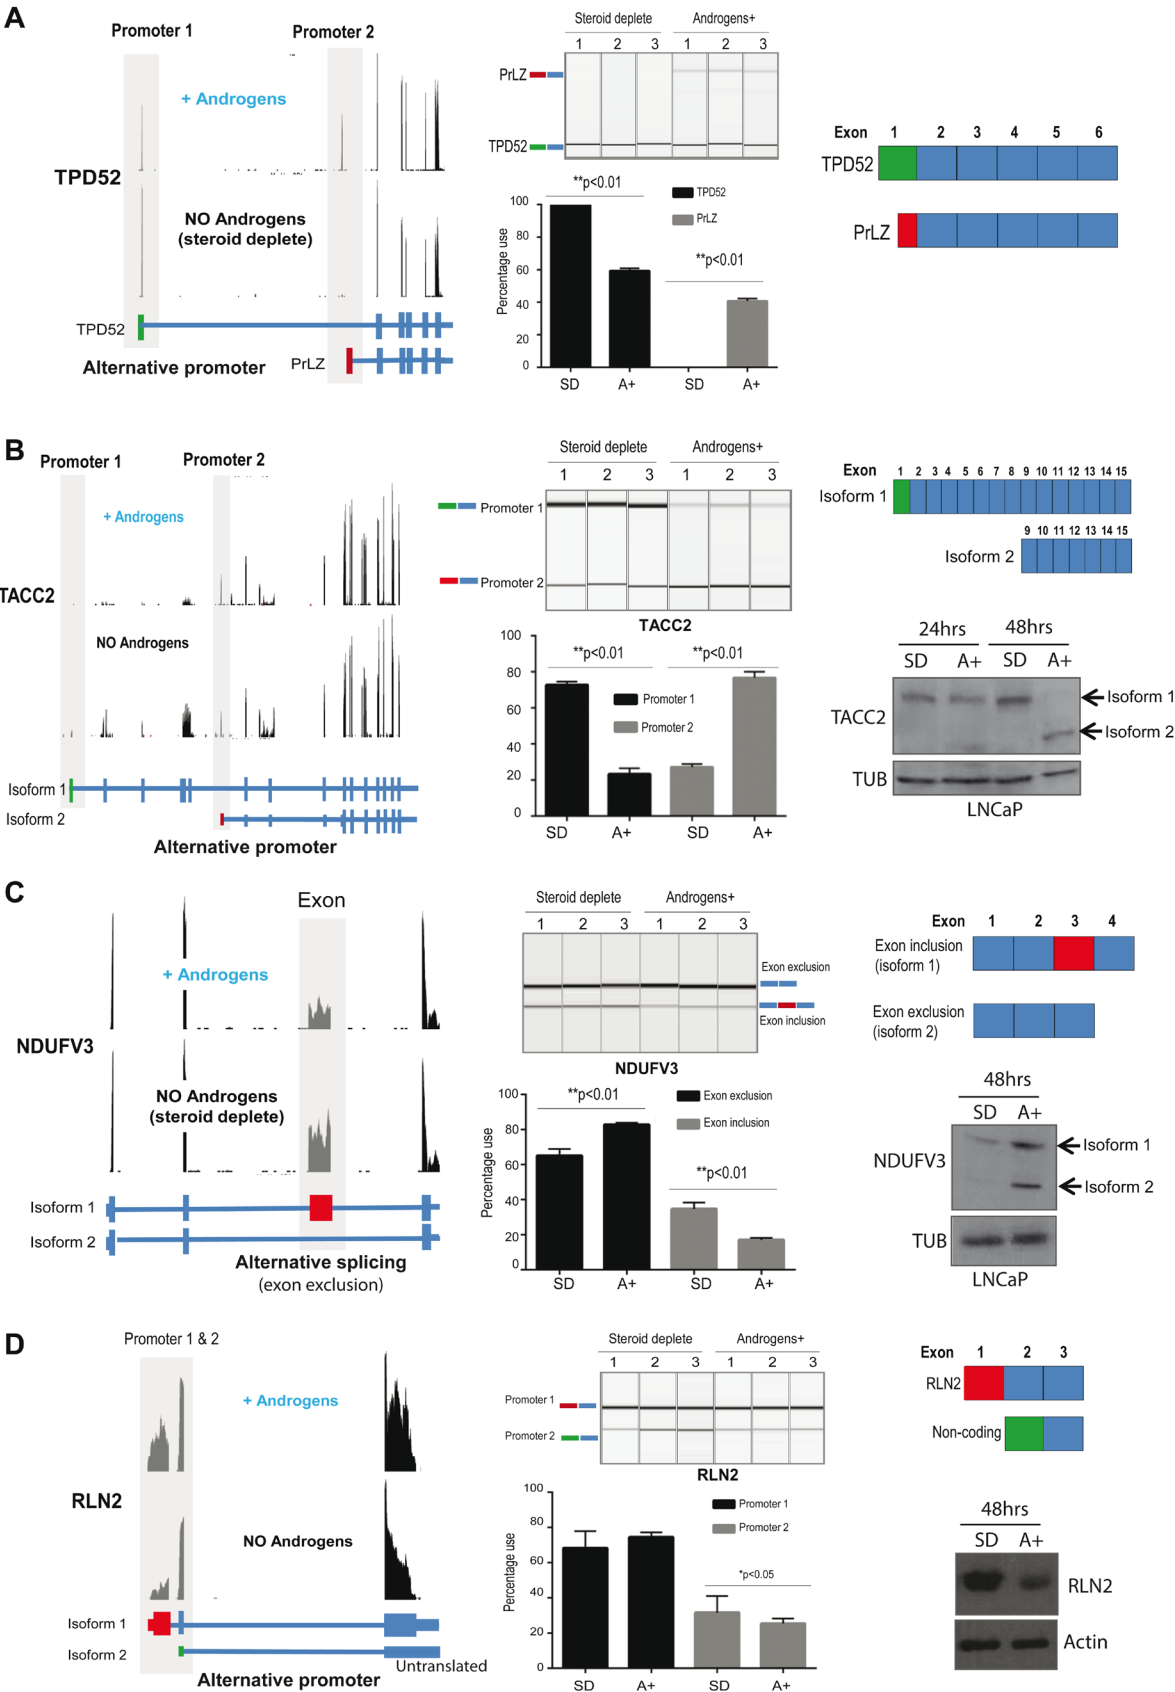 A
Promoter 1
Promoter 2
+ Androgens
TPD52
NO Androgens
(steroid deplete)
TPD52
PrLZ
Alternative promoter
Steroid deplete
Androgens+
1 2 3 1 2 3
PrLZ
TPD52
**p<0.01
TPD52
PrLZ
**p<0.01
Percentage use
100
80
60
40
20
0
SD A+ SD A+
Exon 1 2 3 4 5 6
TPD52
PrLZ
B
Promoter 1
Promoter 2
+ Androgens
TACC2
NO Androgens
Isoform 1
Isoform 2
Alternative promoter
Steroid deplete
Androgens+
1 2 3 1 2 3
Promoter 1
Promoter 2
TACC2
**p<0.01
**p<0.01
Promoter 1
Promoter 2
100
80
60
40
20
0
SD A+ SD A+
Exon 1 2 3 4 5 6 7 8 9 10 11 12 13 14 15
Isoform 1
9 10 11 12 13 14 15
Isoform 2
24hrs 48hrs
SD A+ SD A+
TACC2
Isoform 1
Isoform 2
TUB
LNCaP
C
Exon
+ Androgens
NDUFV3
NO Androgens
(steroid deplete)
Isoform 1
Isoform 2
Alternative splicing
(exon exclusion)
Steroid deplete
Androgens+
1 2 3 1 2 3
Exon exclusion
Exon inclusion
NDUFV3
**p<0.01
Exon exclusion
Exon inclusion
**p<0.01
Percentage use
100
80
60
40
20
0
SD A+ SD A+
Exon 1 2 3 4
Exon inclusion
(isoform 1)
Exon exclusion
(isoform 2)
48hrs
SD A+
NDUFV3
Isoform 1
Isoform 2
TUB
LNCaP
D
Promoter 1 & 2
+ Androgens
RLN2
NO Androgens
Isoform 1
Isoform 2
Untranslated
Alternative promoter
Steroid deplete
Androgens+
1 2 3 1 2 3
Promoter 1
Promoter 2
RLN2
Promoter 1
Promoter 2
*p<0.05
Percentage use
100
80
60
40
20
0
SD A+ SD A+
Exon 1 2 3
RLN2
Non-coding
48hrs
SD A+
RLN2
Actin